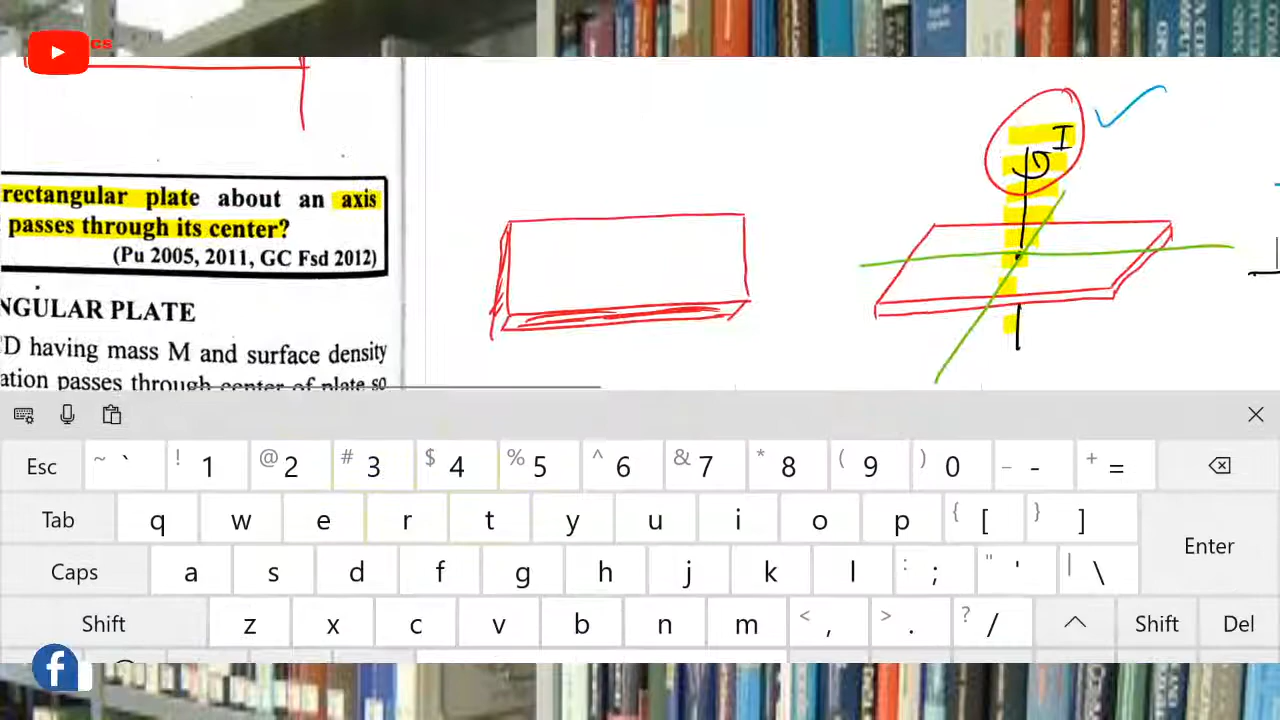 cs
rectangular plate about an axis
passes through its center?
(Pu 2005, 2011, GC Fsd 2012)
NGULAR PLATE
D having mass M and surface density
ation passes through center of plate so
I
Esc ~ ` ! 1 @ 2 # 3 $ 4 % 5 ^ 6 & 7 * 8 ( 9 ) 0 _ - + =
Tab q w e r t y u i o p { [ } ] Enter
Caps a s d f g h j k l : ; " ' | \
Shift z x c v b n m < , > . ? / Shift Del
f